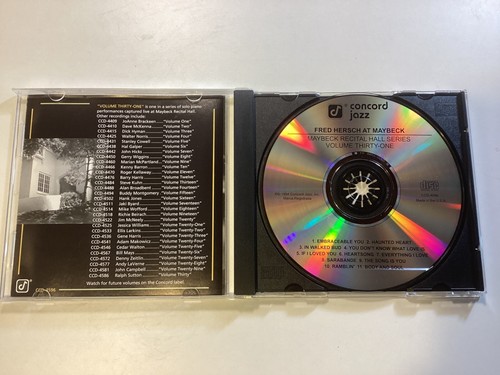 "VOLUME THIRTY-ONE" is one in a series of solo piano
performances captured live at Maybeck Recital Hall.
Other recordings include:
CCD-4409 JoAnne Brackeen "Volume One"
CCD-4410 Dave McKenna "Volume Two"
CCD-4415 Dick Hyman "Volume Three"
CCD-4425 Walter Norris "Volume Four"
CCD-4431 Stanley Cowell "Volume Five"
CCD-4438 Hal Galper "Volume Six"
CCD-4442 John Hicks "Volume Seven"
CCD-4450 Gerry Wiggins "Volume Eight"
CCD-4460 Marian McPartland "Volume Nine"
CCD-4466 Kenny Barron "Volume Ten"
CCD-4470 Roger Kellaway "Volume Eleven"
CCD-4476 Barry Harris "Volume Twelve"
CCD-4484 Steve Kuhn "Volume Thirteen"
CCD-4488 Alan Broadbent "Volume Fourteen"
CCD-4494 Buddy Montgomery "Volume Fifteen"
CCD-4502 Hank Jones "Volume Sixteen"
CCD-4511 Jaki Byard "Volume Seventeen"
CCD-4514 Mike Wofford "Volume Eighteen"
CCD-4518 Richie Beirach "Volume Nineteen"
CCD-4522 Jim McNeely "Volume Twenty"
CCD-4525 Jessica Williams "Volume Twenty-One"
CCD-4533 Ellis Larkins "Volume Twenty-Two"
CCD-4536 Gene Harris "Volume Twenty-Three"
CCD-4541 Adam Makowicz "Volume Twenty-Four"
CCD-4546 Cedar Walton "Volume Twenty-Five"
CCD-4567 Bill Mays "Volume Twenty-Six"
CCD-4572 Denny Zeitlin "Volume Twenty-Seven"
CCD-4577 Andy LaVerne "Volume Twenty-Eight"
CCD-4581 John Campbell "Volume Twenty-Nine"
CCD-4586 Ralph Sutton "Volume Thirty"
Watch for future volumes on the Concord label.
CCD-4596
concord
jazz
FRED HERSCH AT MAYBECK
MAYBECK RECITAL HALL SERIES
VOLUME THIRTY-ONE
1. EMBRACEABLE YOU 2. HAUNTED HEART
3. IN WALKED BUD 4. YOU DON'T KNOW WHAT LOVE IS
5. IF I LOVED YOU 6. HEARTSONG 7. EVERYTHING I LOVE
8. SARABANDE 9. THE SONG IS YOU
10. RAMBLIN' 11. BODY AND SOUL